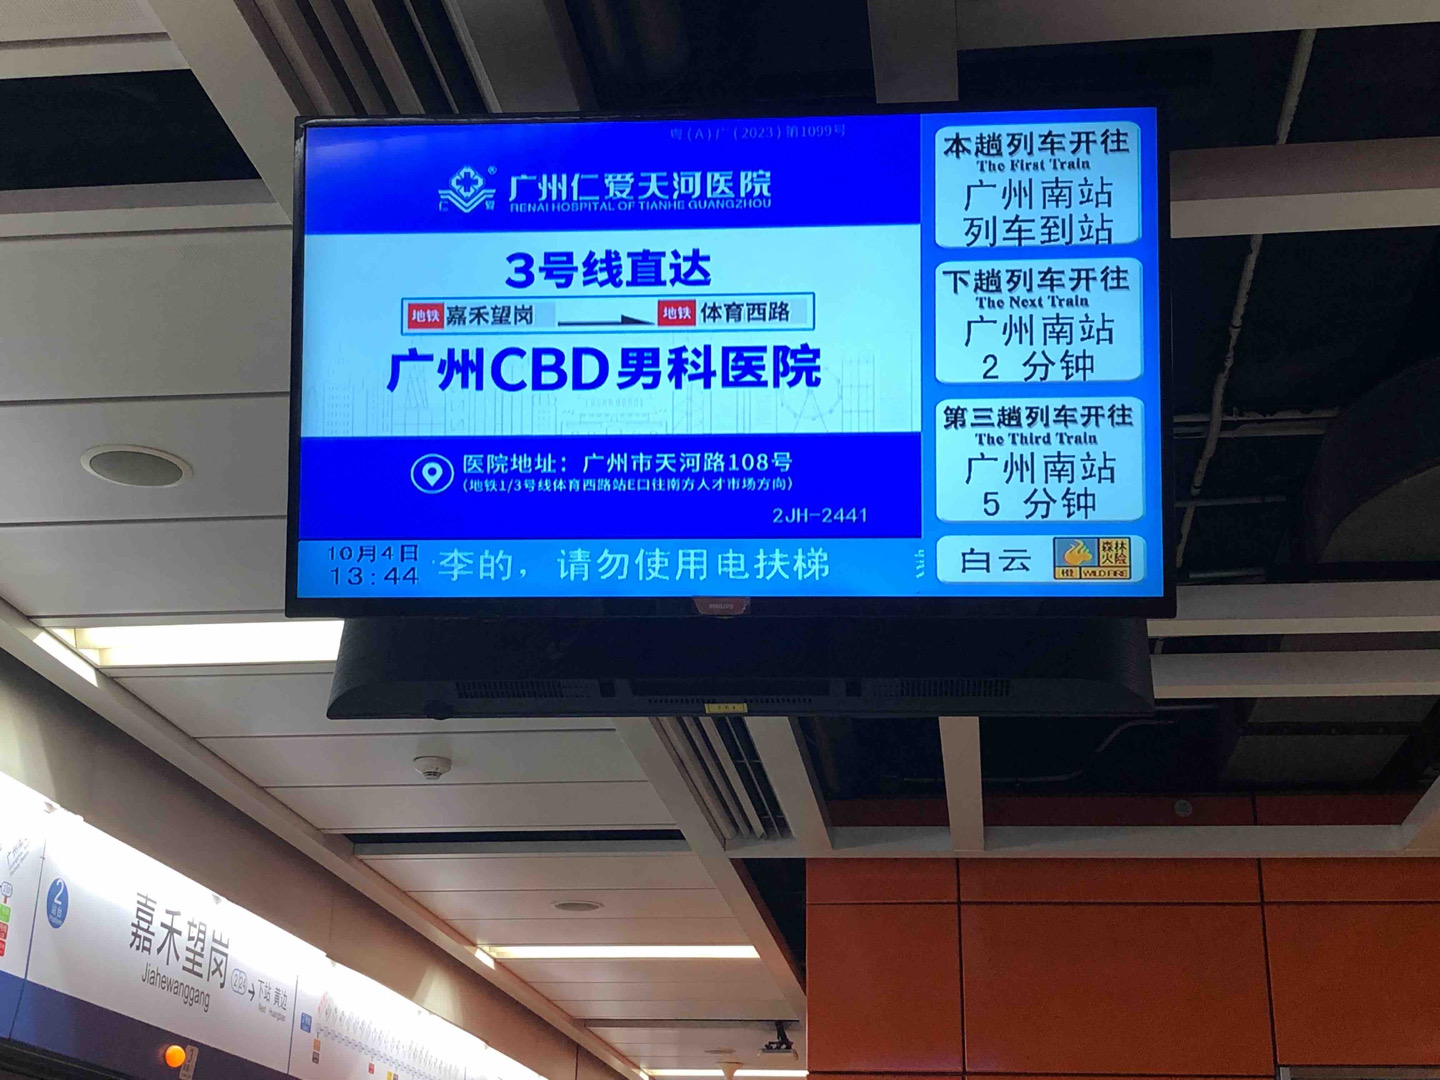 粤(A)广(2023)第1099号
广州仁爱天河医院
RENAI HOSPITAL OF TIANHE GUANGZHOU
3号线直达
地铁 嘉禾望岗 地铁 体育西路
广州CBD男科医院
医院地址：广州市天河路108号
(地铁1/3号线体育西路站E口往南方人才市场方向)
2JH-2441
10月4日
13:44
李的，请勿使用电扶梯
本趟列车开往
The First Train
广州南站
列车到站
下趟列车开往
The Next Train
广州南站
2 分钟
第三趟列车开往
The Third Train
广州南站
5 分钟
白云
森林火险
橙 WILD FIRE
2
嘉禾望岗
Jiahewanggang
224
下站 黄边